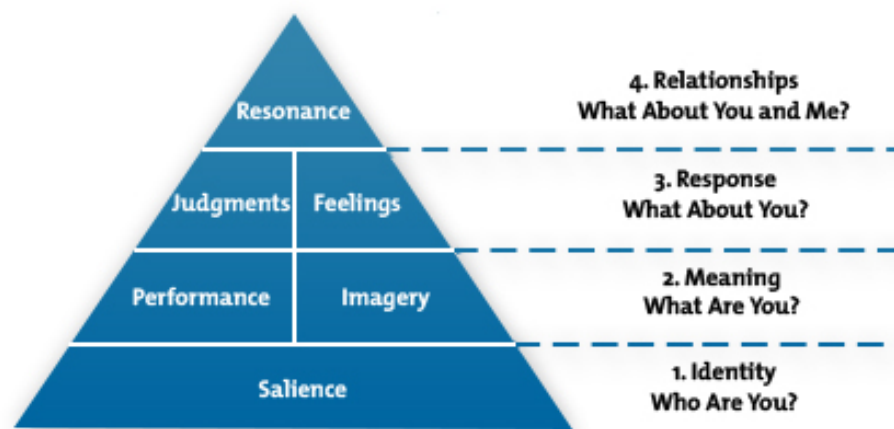 Resonance
4. Relationships
What About You and Me?
Judgments
Feelings
3. Response
What About You?
Performance
Imagery
2. Meaning
What Are You?
Salience
1. Identity
Who Are You?